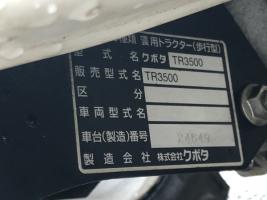 種類 農用トラクター(歩行型)
型式名 クボタ TR3500
販売型式名 TR3500
区分
車両型式名
車台(製造)番号
製造会社 株式会社クボタ